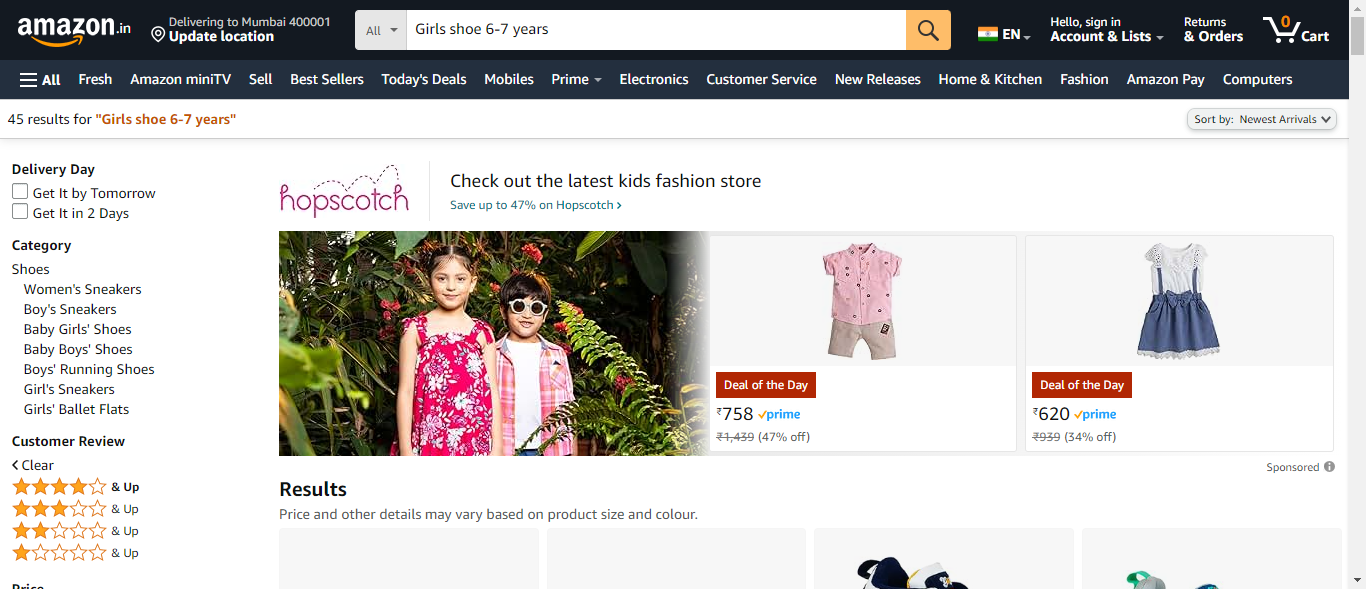 amazon.in
Delivering to Mumbai 400001
Update location
All
Girls shoe 6-7 years
EN
Hello, sign in
Account & Lists
Returns
& Orders
0
Cart
All Fresh Amazon miniTV Sell Best Sellers Today's Deals Mobiles Prime Electronics Customer Service New Releases Home & Kitchen Fashion Amazon Pay Computers
45 results for "Girls shoe 6-7 years"
Sort by: Newest Arrivals
Delivery Day
Get It by Tomorrow
Get It in 2 Days
Category
Shoes
Women's Sneakers
Boy's Sneakers
Baby Girls' Shoes
Baby Boys' Shoes
Boys' Running Shoes
Girl's Sneakers
Girls' Ballet Flats
Customer Review
Clear
& Up
& Up
& Up
& Up
Price
hopscotch
Check out the latest kids fashion store
Save up to 47% on Hopscotch
Deal of the Day
₹758 prime
₹1,439 (47% off)
Deal of the Day
₹620 prime
₹939 (34% off)
Sponsored
Results
Price and other details may vary based on product size and colour.